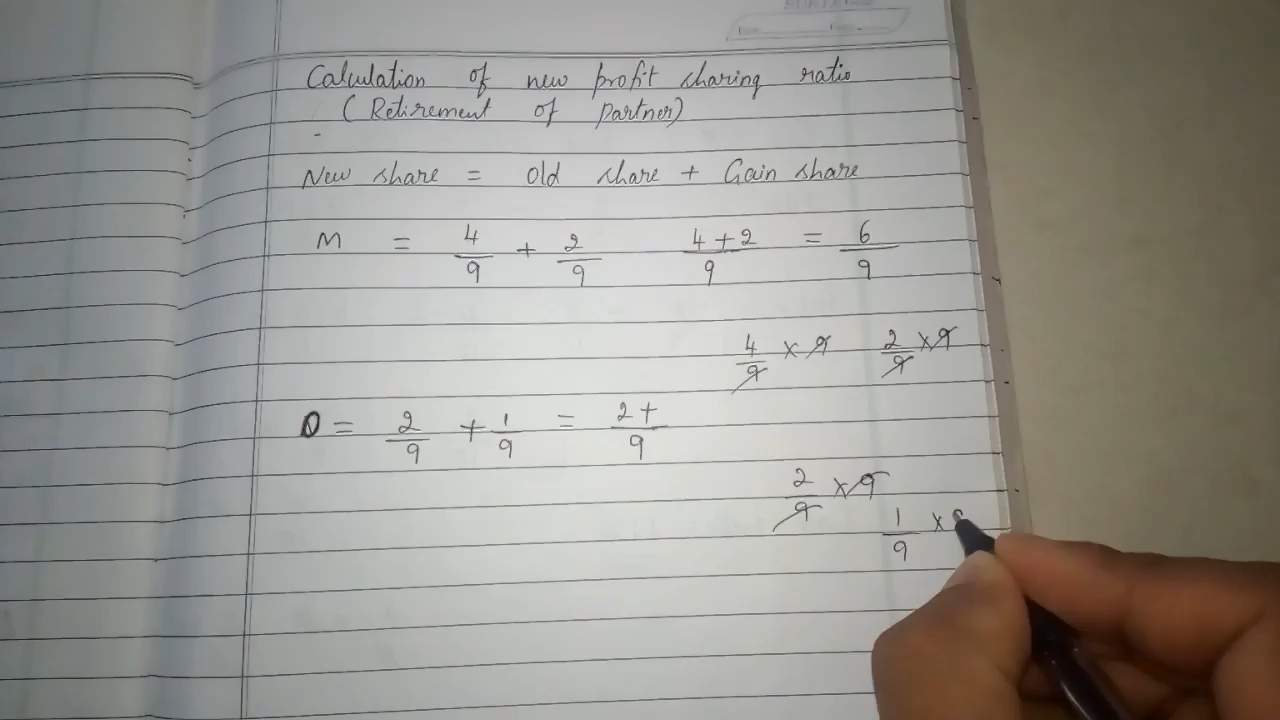 Calculation of new profit sharing ratio
(Retirement of partner)
New share = Old share + Gain share
M = 4/9 + 2/9 4+2/9 = 6/9
4/9 × 9 2/9 × 9
O = 2/9 + 1/9 = 2+/9
2/9 × 9
1/9 ×